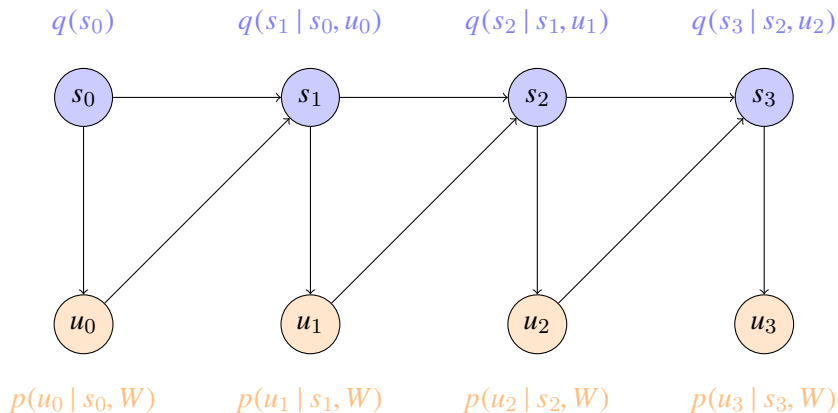 q(s₀) q(s₁ | s₀, u₀) q(s₂ | s₁, u₁) q(s₃ | s₂, u₂)
s₀ s₁ s₂ s₃
u₀ u₁ u₂ u₃
p(u₀ | s₀, W) p(u₁ | s₁, W) p(u₂ | s₂, W) p(u₃ | s₃, W)